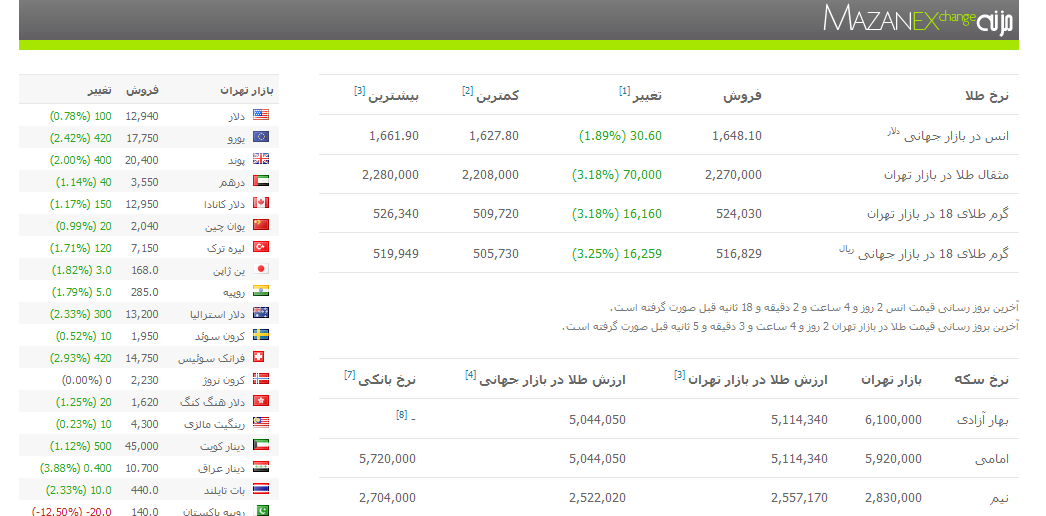 MAZANEXchange مزنه
نرخ طلا فروش تغییر [1] کمترین [2] بیشترین [3]
انس در بازار جهانی دلار 1,648.10 30.60 (1.89%) 1,627.80 1,661.90
مثقال طلا در بازار تهران 2,270,000 70,000 (3.18%) 2,208,000 2,280,000
گرم طلای 18 در بازار تهران 524,030 16,160 (3.18%) 509,720 526,340
گرم طلای 18 در بازار جهانی ریال 516,829 16,259 (3.25%) 505,730 519,949
آخرین بروز رسانی قیمت انس 2 روز و 4 ساعت و 2 دقیقه و 18 ثانیه قبل صورت گرفته است.
آخرین بروز رسانی قیمت طلا در بازار تهران 2 روز و 4 ساعت و 3 دقیقه و 5 ثانیه قبل صورت گرفته است.
نرخ سکه بازار تهران ارزش طلا در بازار تهران [3] ارزش طلا در بازار جهانی [4] نرخ بانکی [7]
بهار آزادی 6,100,000 5,114,340 5,044,050 - [8]
امامی 5,920,000 5,114,340 5,044,050 5,720,000
نیم 2,830,000 2,557,170 2,522,020 2,704,000
بازار تهران فروش تغییر
دلار 12,940 100 (0.78%)
یورو 17,750 420 (2.42%)
پوند 20,400 400 (2.00%)
درهم 3,550 40 (1.14%)
دلار کانادا 12,950 150 (1.17%)
یوان چین 2,040 20 (0.99%)
لیره ترک 7,150 120 (1.71%)
ین ژاپن 168.0 3.0 (1.82%)
روپیه 285.0 5.0 (1.79%)
دلار استرالیا 13,200 300 (2.33%)
کرون سوئد 1,950 10 (0.52%)
فرانک سوئیس 14,750 420 (2.93%)
کرون نروژ 2,230 0 (0.00%)
دلار هنگ کنگ 1,620 20 (1.25%)
رینگیت مالزی 4,300 10 (0.23%)
دینار کویت 45,000 500 (1.12%)
دینار عراق 10.700 0.400 (3.88%)
بات تایلند 440.0 10.0 (2.33%)
روپیه پاکستان 140.0 -20.0 (-12.50%)